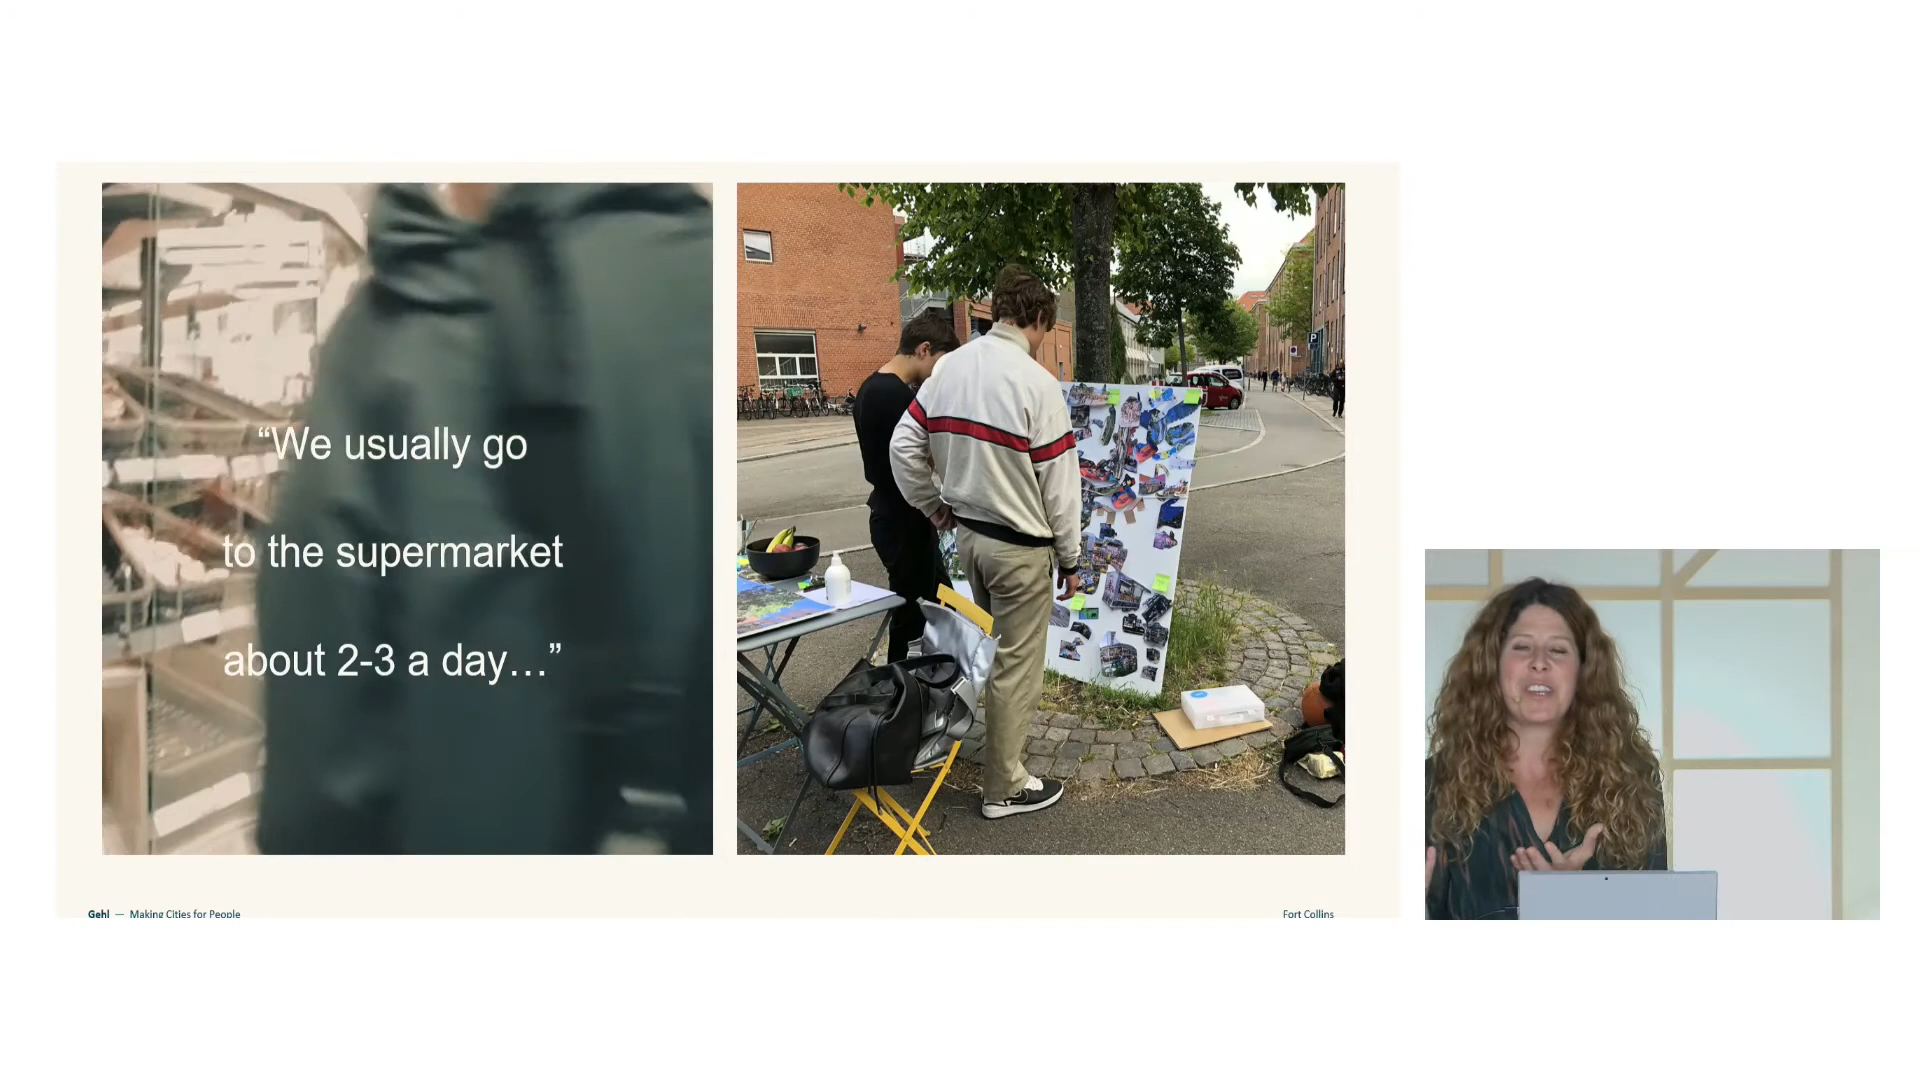 “We usually go
to the supermarket
about 2-3 a day…”
P
Gehl — Making Cities for People
Fort Collins